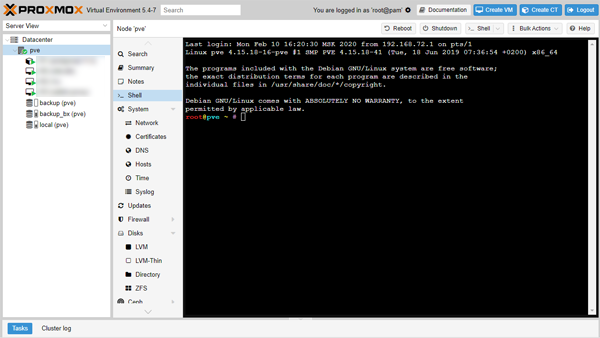 PROXMOX Virtual Environment 5.4-7 Search You are logged in as 'root@pam' Documentation Create VM Create CT Logout
Server View Node 'pve' Reboot Shutdown Shell Bulk Actions Help
Datacenter
pve
backup (pve)
backup_bx (pve)
local (pve)
Search
Summary
Notes
>_ Shell
System
Network
Certificates
DNS
Hosts
Time
Syslog
Updates
Firewall
Disks
LVM
LVM-Thin
Directory
ZFS
Ceph
Last login: Mon Feb 10 16:20:30 MSK 2020 from 192.168.72.1 on pts/1
Linux pve 4.15.18-16-pve #1 SMP PVE 4.15.18-41 (Tue, 18 Jun 2019 07:36:54 +0200) x86_64
The programs included with the Debian GNU/Linux system are free software;
the exact distribution terms for each program are described in the
individual files in /usr/share/doc/*/copyright.
Debian GNU/Linux comes with ABSOLUTELY NO WARRANTY, to the extent
permitted by applicable law.
root@pve ~ #
Tasks Cluster log